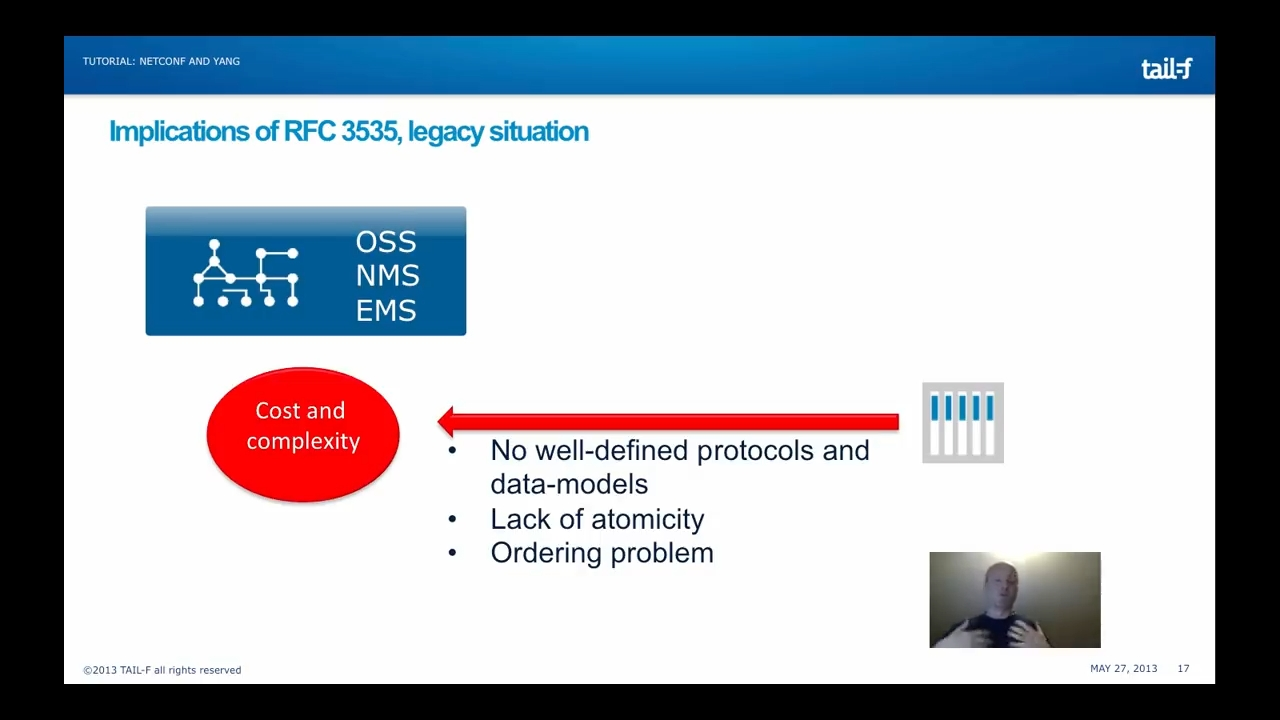 TUTORIAL: NETCONF AND YANG
tail-f
Implications of RFC 3535, legacy situation
OSS
NMS
EMS
Cost and
complexity
• No well-defined protocols and
data-models
• Lack of atomicity
• Ordering problem
©2013 TAIL-F all rights reserved
MAY 27, 2013 17